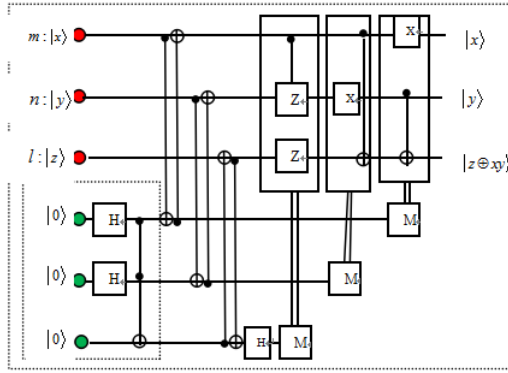 m:|x⟩ X |x⟩
n:|y⟩ Z X |y⟩
l:|z⟩ Z |z⊕xy⟩
|0⟩ H M
|0⟩ H M
|0⟩ H M